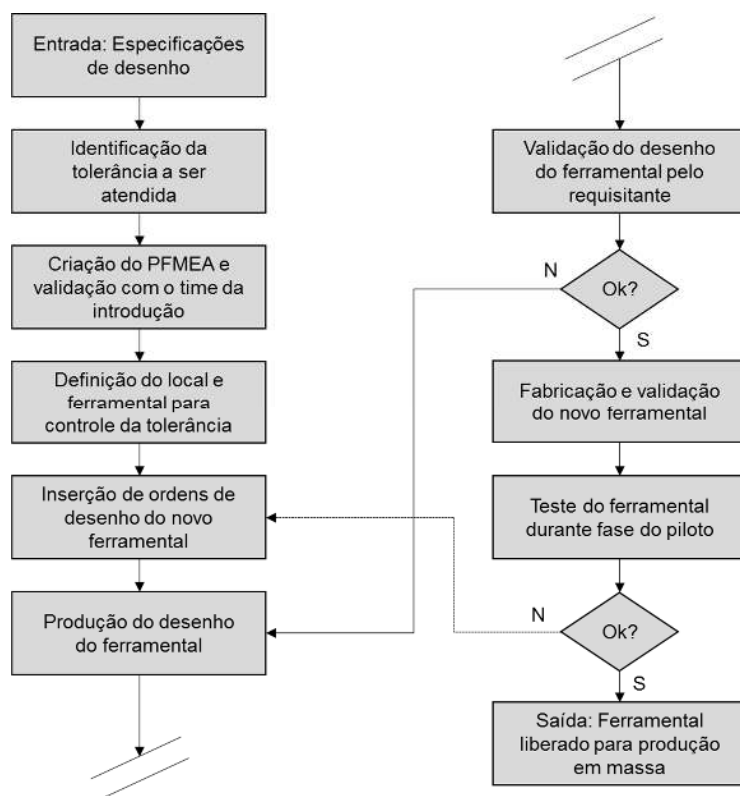 Entrada: Especificações
de desenho
Identificação da
tolerância a ser
atendida
Criação do PFMEA e
validação com o time da
introdução
Definição do local e
ferramental para
controle da tolerância
Inserção de ordens de
desenho do novo
ferramental
Produção do desenho
do ferramental
Validação do desenho
do ferramental pelo
requisitante
N
Ok?
S
Fabricação e validação
do novo ferramental
Teste do ferramental
durante fase do piloto
N
Ok?
S
Saída: Ferramental
liberado para produção
em massa